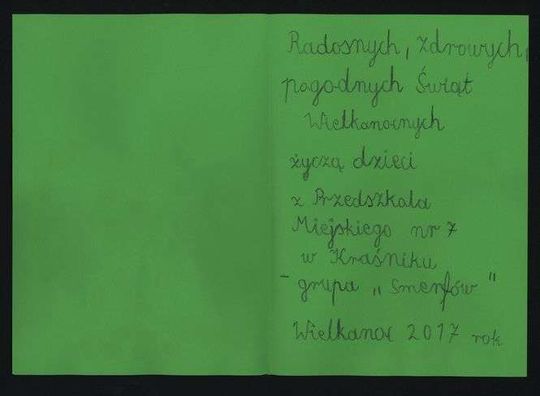 Radosnych, zdrowych,
pogodnych Świąt
Wielkanocnych
życzą dzieci
z Przedszkola
Miejskiego nr 7
w Kraśniku
- grupa „smerfów"
Wielkanoc 2017 rok